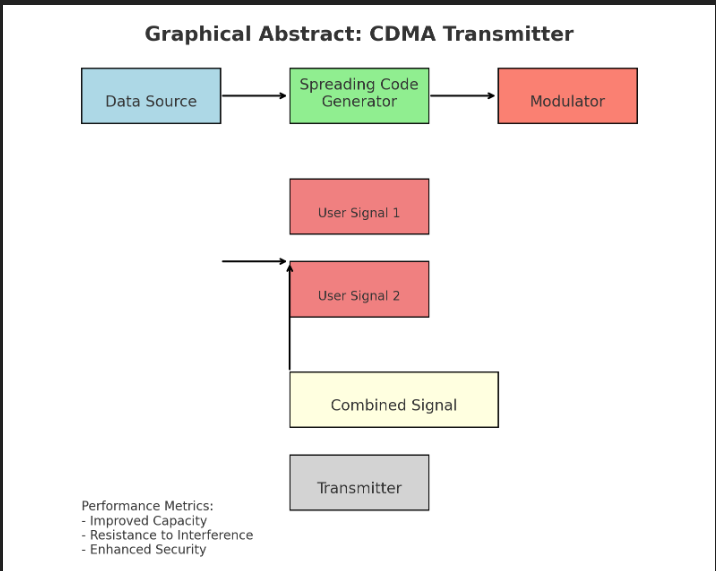 Graphical Abstract: CDMA Transmitter
Data Source
Spreading Code
Generator
Modulator
User Signal 1
User Signal 2
Combined Signal
Transmitter
Performance Metrics:
- Improved Capacity
- Resistance to Interference
- Enhanced Security